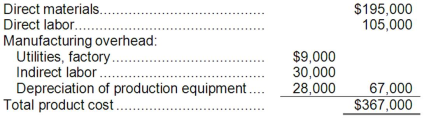 Direct materials........................................ $195,000
Direct labor............................................... 105,000
Manufacturing overhead:
Utilities, factory...................................... $9,000
Indirect labor......................................... 30,000
Depreciation of production equipment.... 28,000 67,000
Total product cost..................................... $367,000